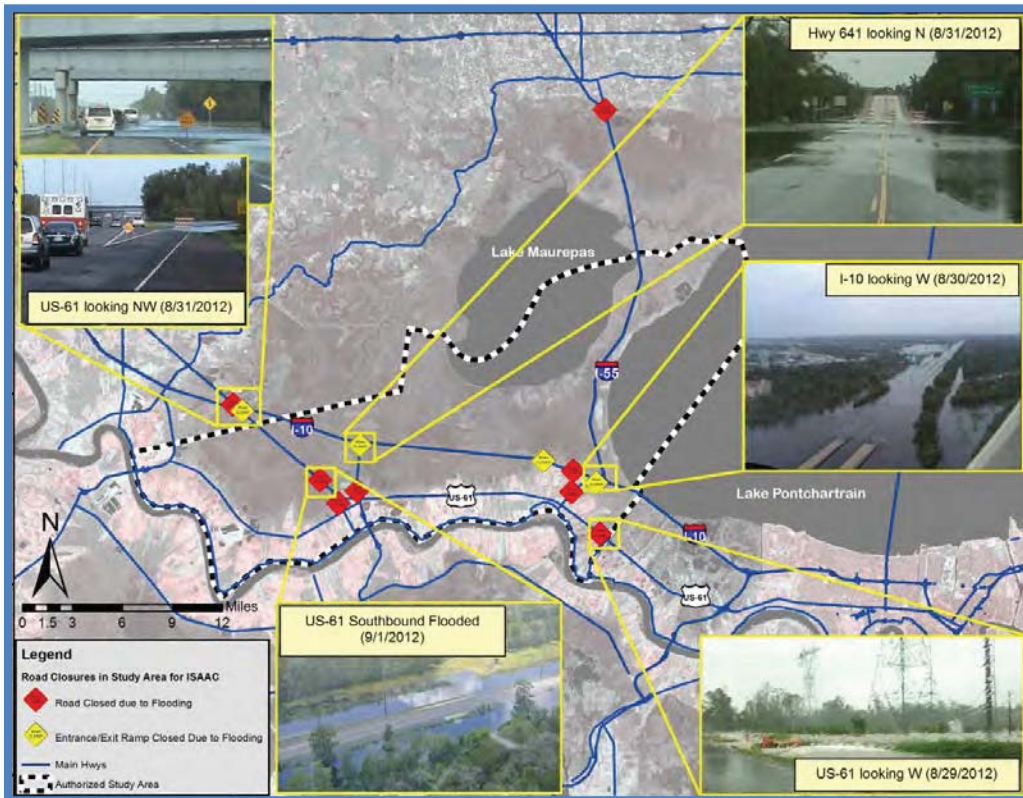 Hwy 641 looking N (8/31/2012)
US-61 looking NW (8/31/2012)
Lake Maurepas
I-10 looking W (8/30/2012)
I-55
I-10
US-61
Lake Pontchartrain
I-10
US-61
N
Miles
0 1.5 3 6 9 12
US-61 Southbound Flooded
(9/1/2012)
US-61 looking W (8/29/2012)
Legend
Road Closures in Study Area for ISAAC
Road Closed due to Flooding
Entrance/Exit Ramp Closed Due to Flooding
Main Hwys
Authorized Study Area